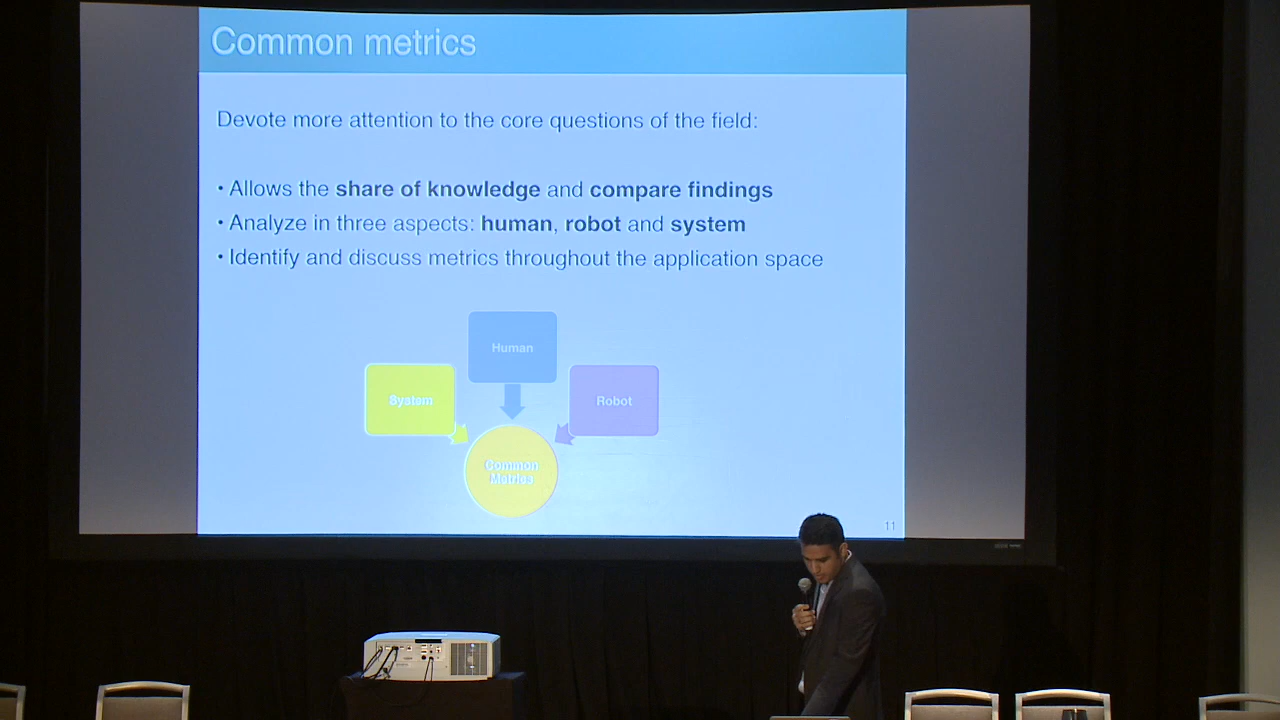 Common metrics
Devote more attention to the core questions of the field:
• Allows the share of knowledge and compare findings
• Analyze in three aspects: human, robot and system
• Identify and discuss metrics throughout the application space
Human
System
Robot
Common
Metrics
11